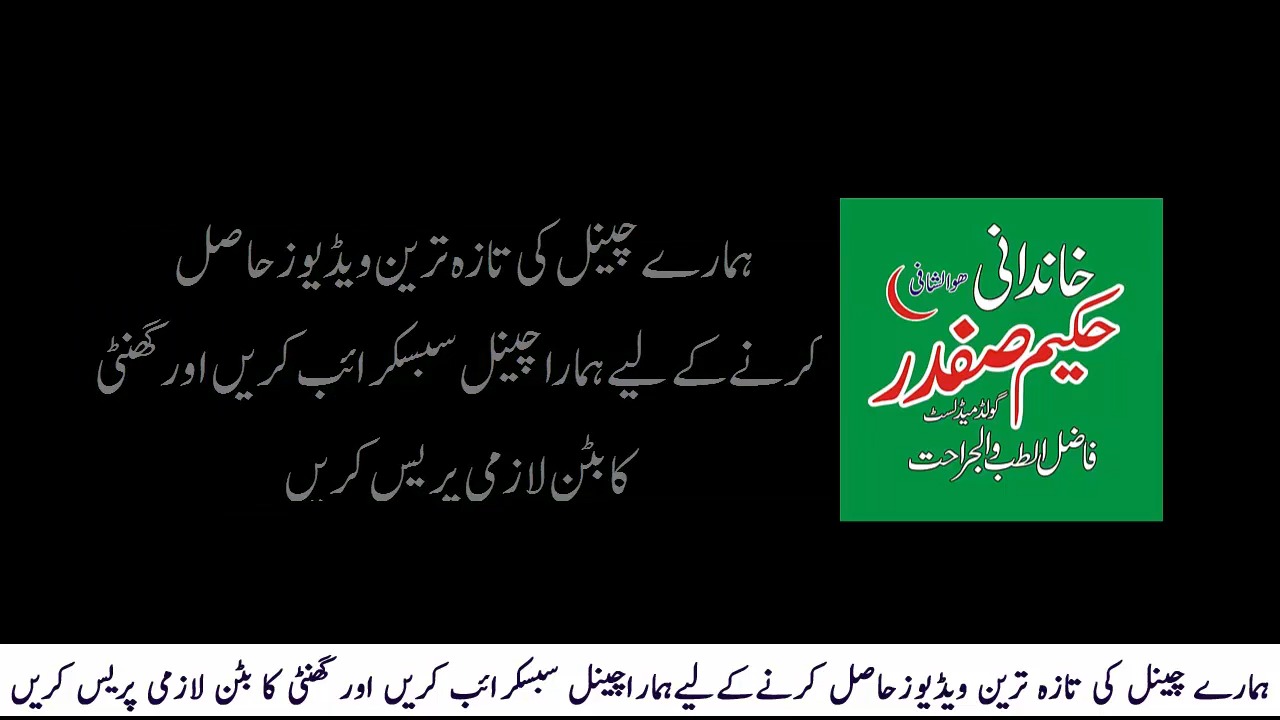 ہمارے چینل کی تازہ ترین ویڈیوز حاصل
کرنے کے لیے ہمارا چینل سبسکرائب کریں اور گھنٹی
کا بٹن لازمی پریس کریں
خاندانی
ھوالشافی
حکیم صفدر
گولڈ میڈلسٹ
فاضل الطب والجراحت
ہمارے چینل کی تازہ ترین ویڈیوز حاصل کرنے کے لیے ہمارا چینل سبسکرائب کریں اور گھنٹی کا بٹن لازمی پریس کریں